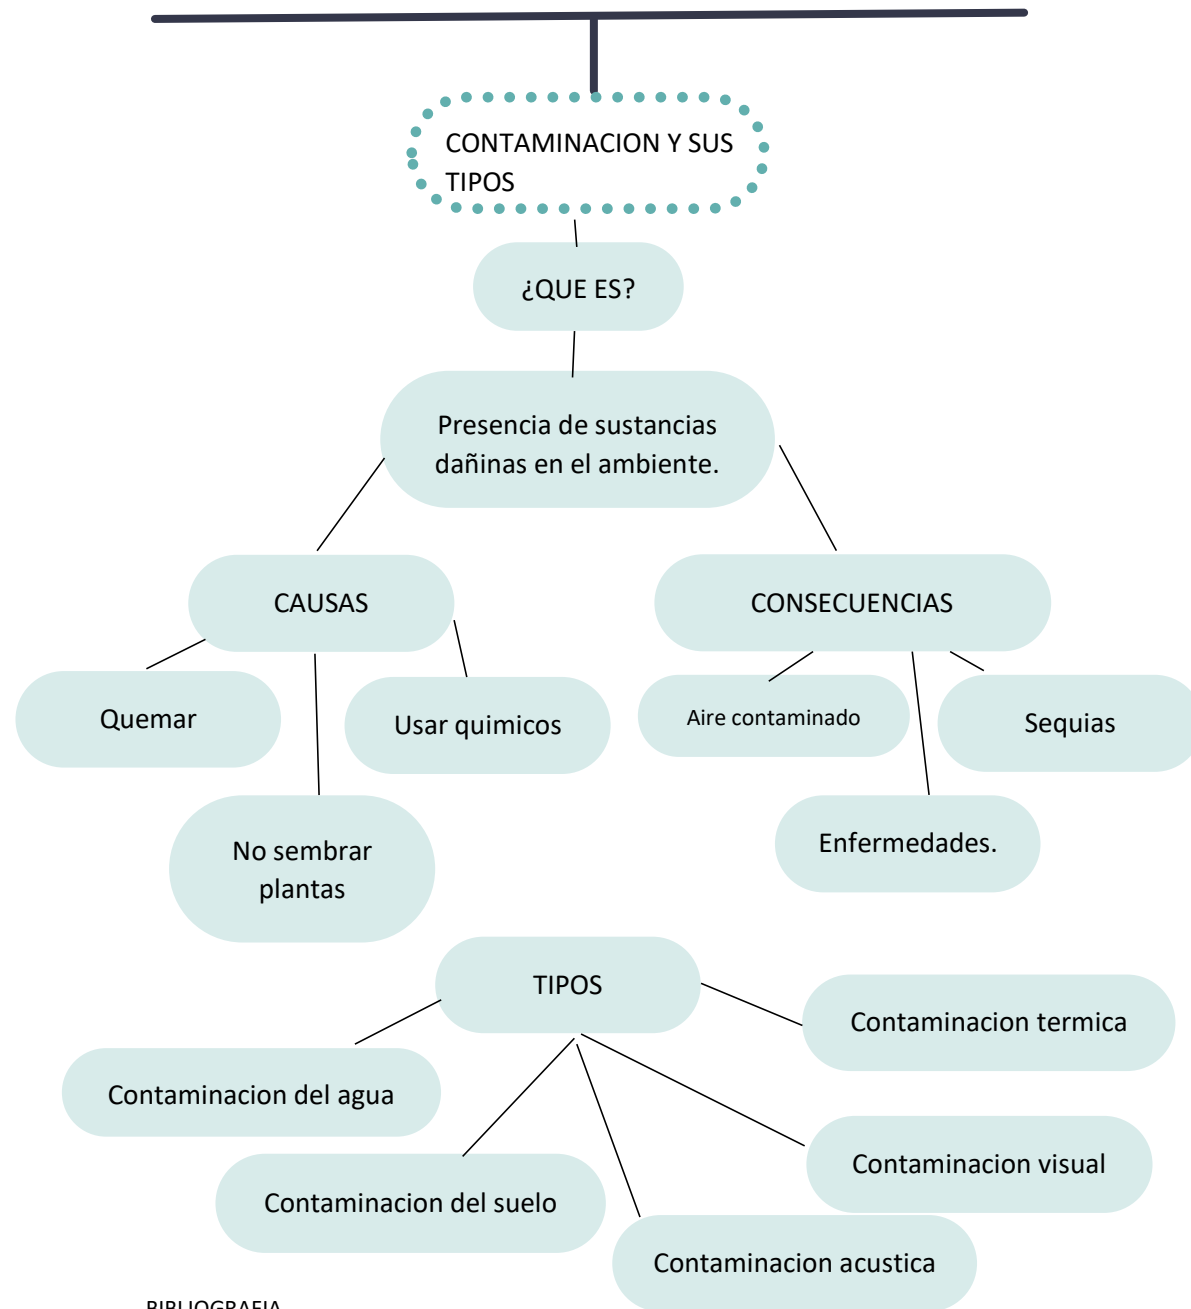 CONTAMINACION Y SUS
TIPOS
¿QUE ES?
Presencia de sustancias
dañinas en el ambiente.
CAUSAS
CONSECUENCIAS
Quemar
Usar quimicos
Aire contaminado
Sequias
No sembrar
plantas
Enfermedades.
TIPOS
Contaminacion termica
Contaminacion del agua
Contaminacion visual
Contaminacion del suelo
Contaminacion acustica
BIBLIOGRAFIA